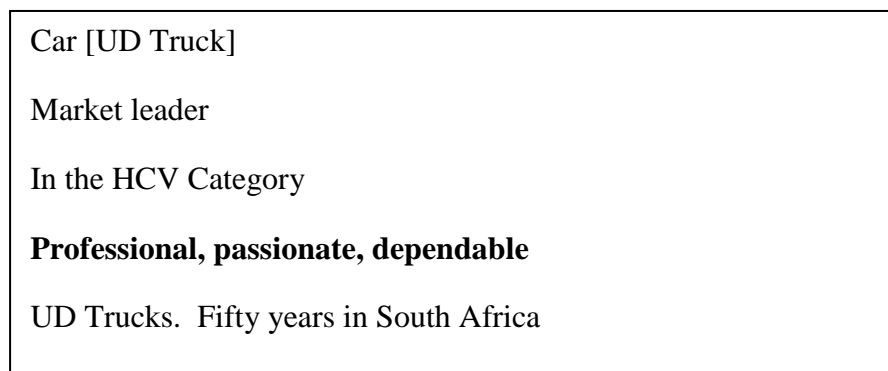 Car [UD Truck]
Market leader
In the HCV Category
Professional, passionate, dependable
UD Trucks.  Fifty years in South Africa